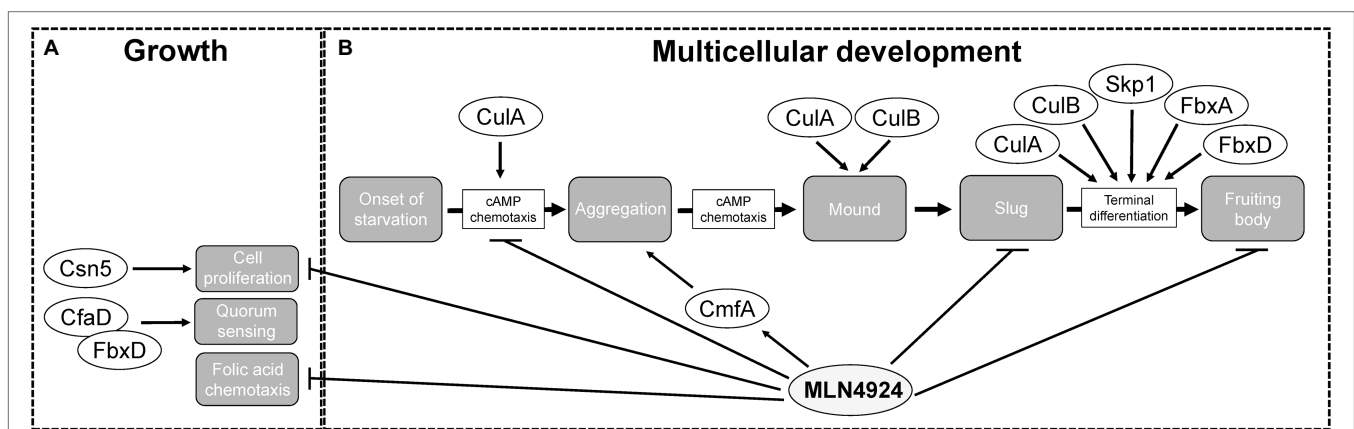 A
Growth
B
Multicellular development
Skp1
CulA
CulA
CulB
CulB
FbxA
CulA
FbxD
Onset of
starvation
cAMP
chemotaxis
Aggregation
cAMP
chemotaxis
Mound
Slug
Terminal
differentiation
Fruiting
body
Csn5
Cell
proliferation
CfaD
FbxD
Quorum
sensing
Folic acid
chemotaxis
CmfA
MLN4924